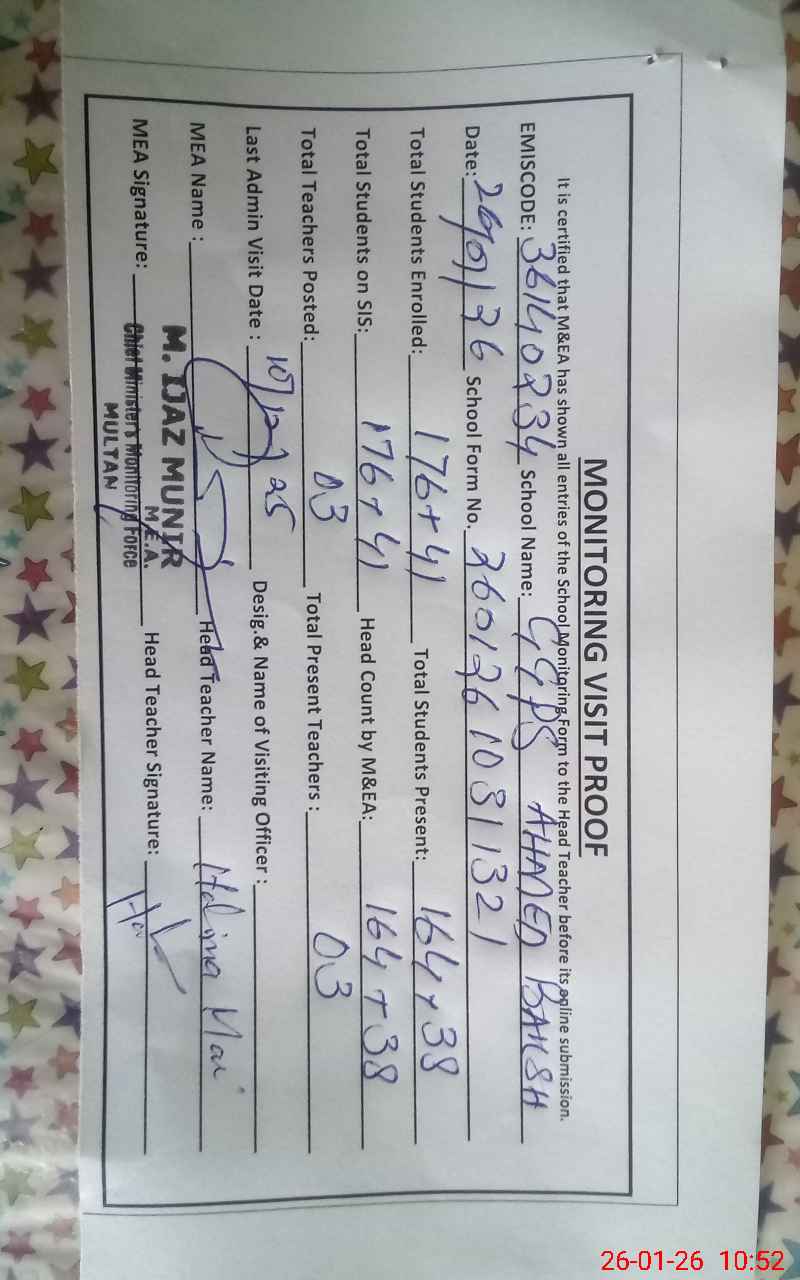 MONITORING VISIT PROOF
It is certified that M&EA has shown all entries of the School Monitoring Form to the Head Teacher before its online submission.
EMISCODE: 36140234 School Name: GGPS AHMED BAKSH
Date: 26/01/26 School Form No. 2601261031321
Total Students Enrolled: 176+41 Total Students Present: 164+38
Total Students on SIS: 176+41 Head Count by M&EA: 164+38
Total Teachers Posted: 03 Total Present Teachers : 03
Last Admin Visit Date : 10/12/25 Desig.& Name of Visiting Officer :
MEA Name : Head Teacher Name: Halima Mai
M. IJAZ MUNIR
M.E.A.
MEA Signature: Head Teacher Signature:
Chief Minister's Monitoring Force
MULTAN
26-01-26 10:52